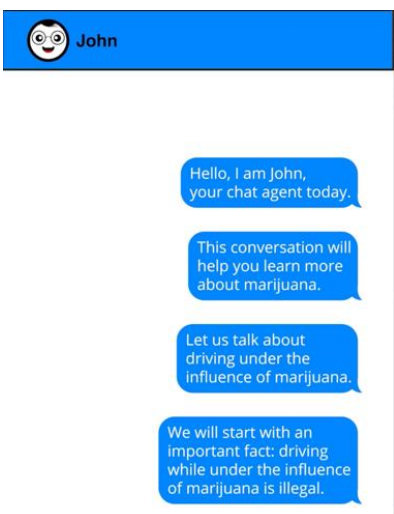 John
Hello, I am John,
your chat agent today.
This conversation will
help you learn more
about marijuana.
Let us talk about
driving under the
influence of marijuana.
We will start with an
important fact: driving
while under the influence
of marijuana is illegal.